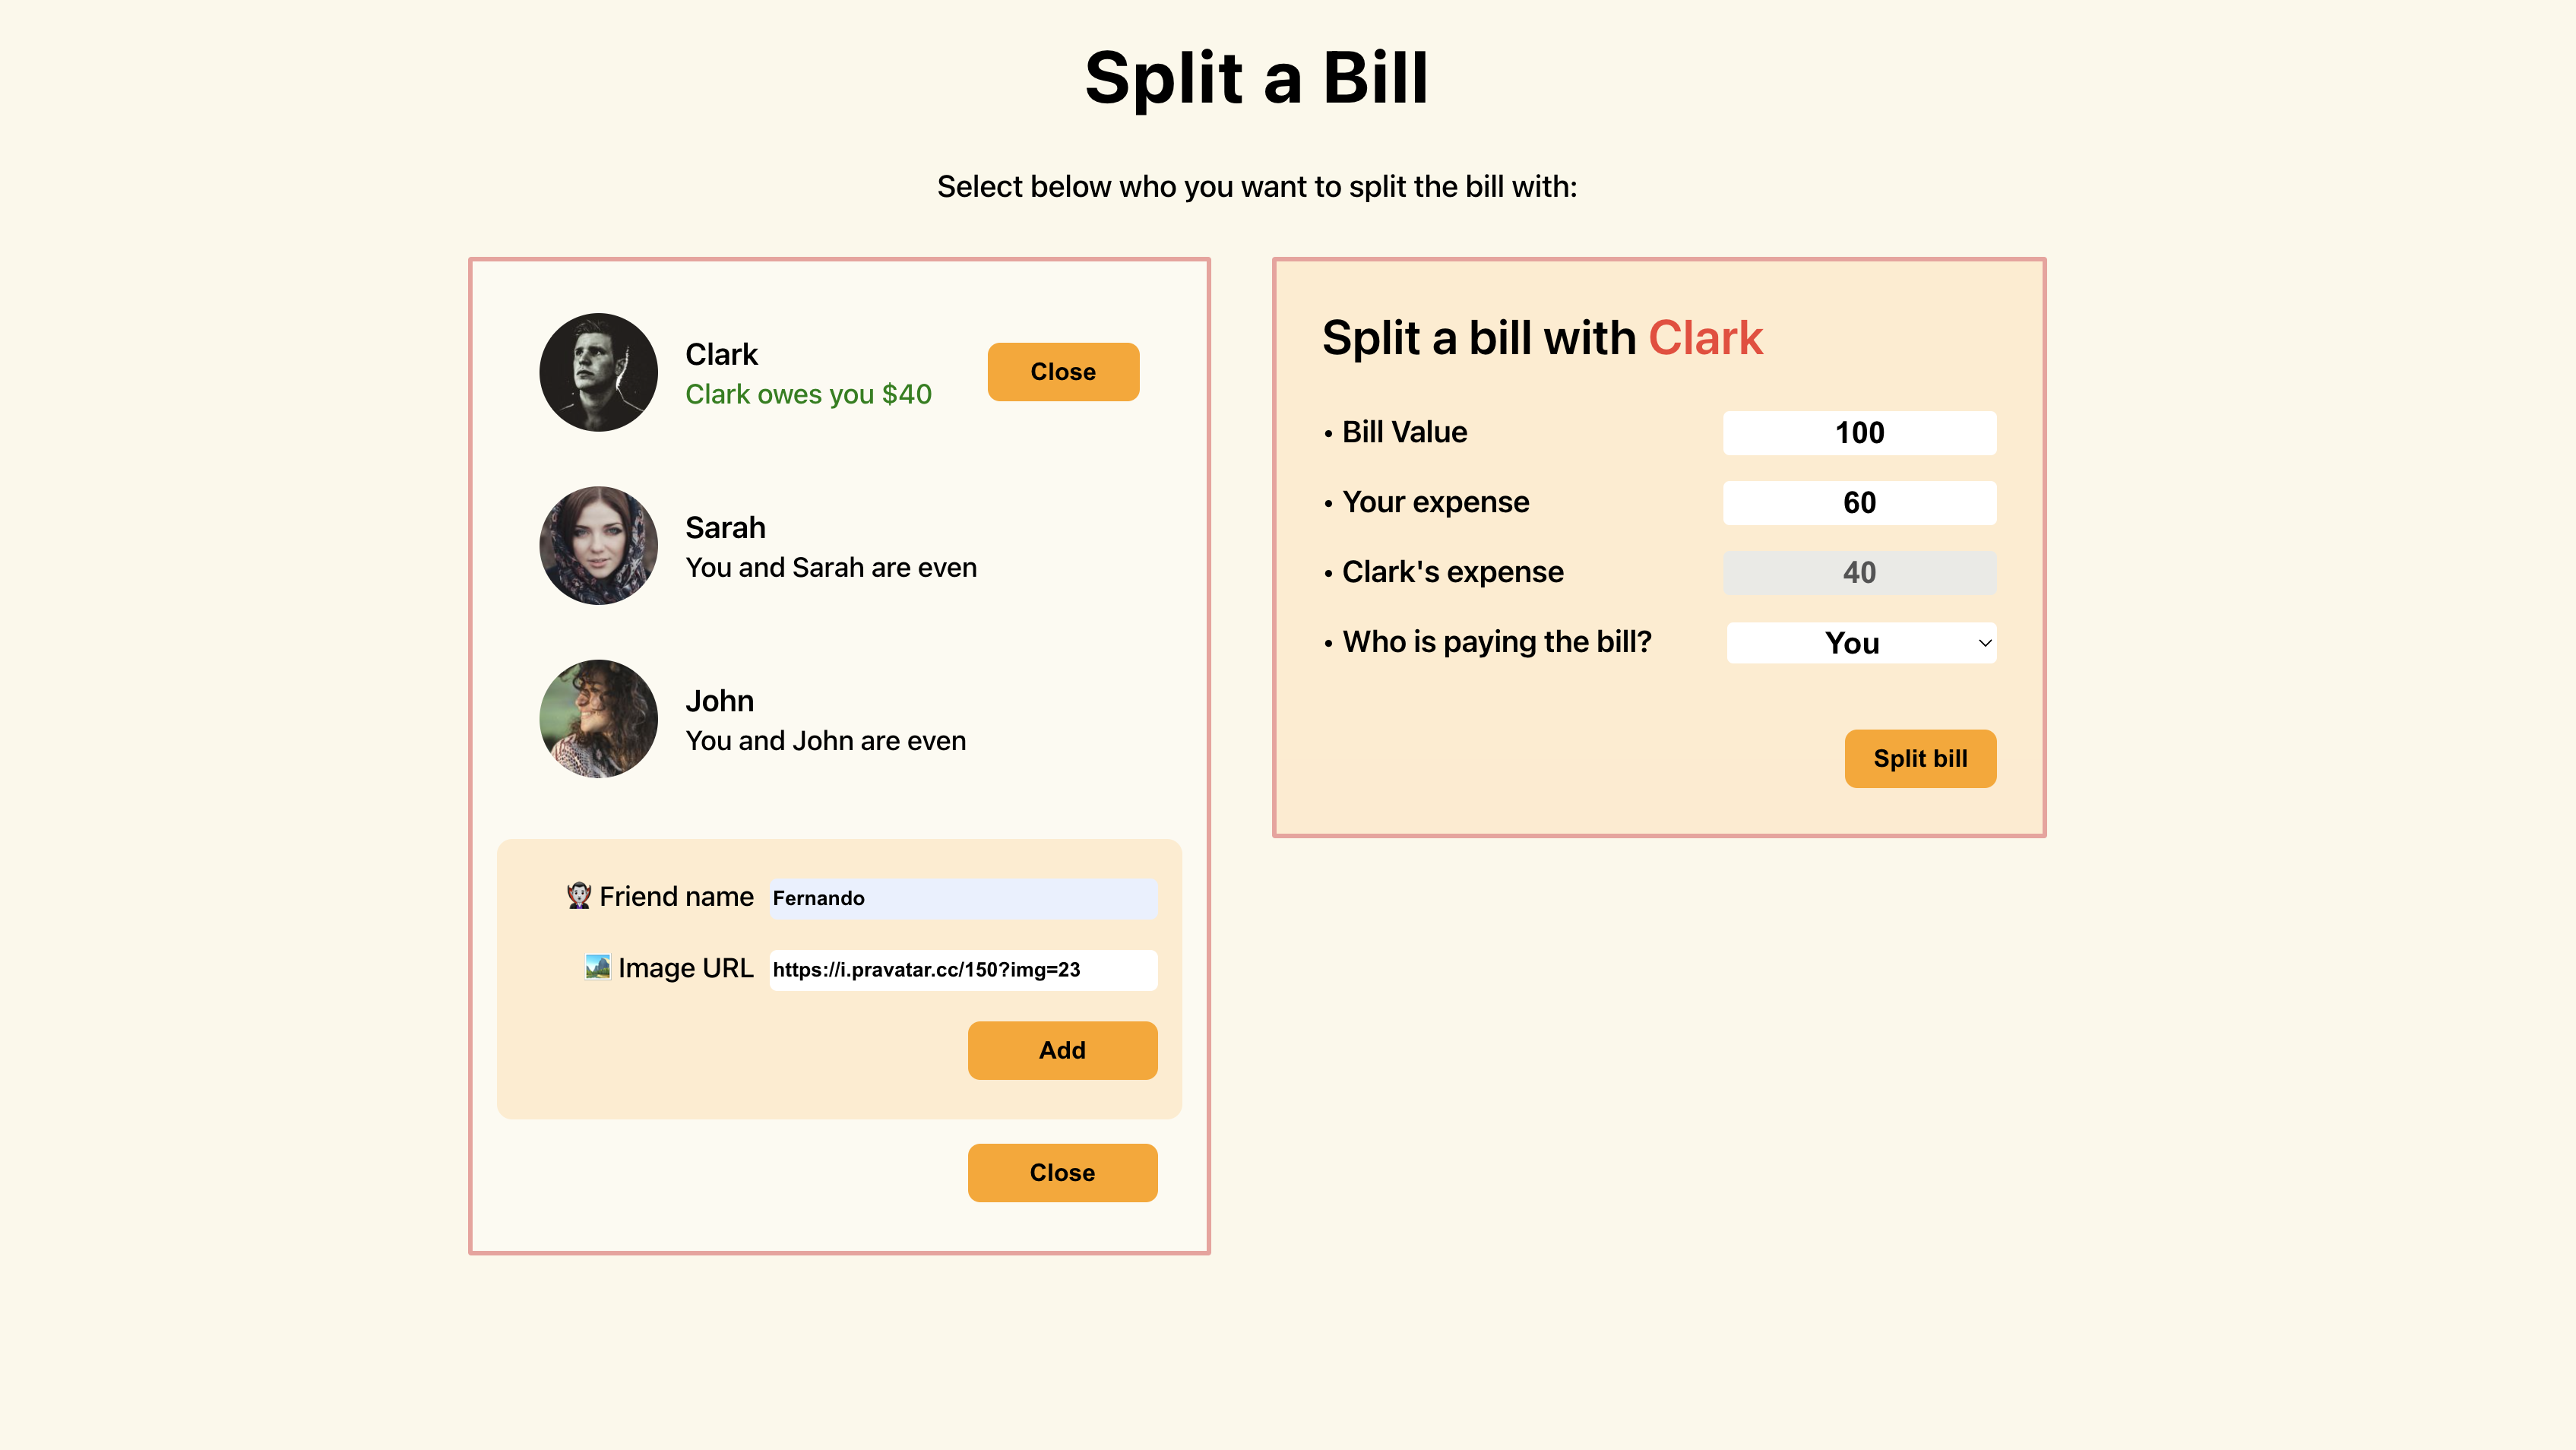 Split a Bill
Select below who you want to split the bill with:
Clark
Clark owes you $40
Close
Sarah
You and Sarah are even
John
You and John are even
Friend name
Fernando
Image URL
https://i.pravatar.cc/150?img=23
Add
Close
Split a bill with Clark
• Bill Value
100
• Your expense
60
• Clark's expense
40
• Who is paying the bill?
You
Split bill